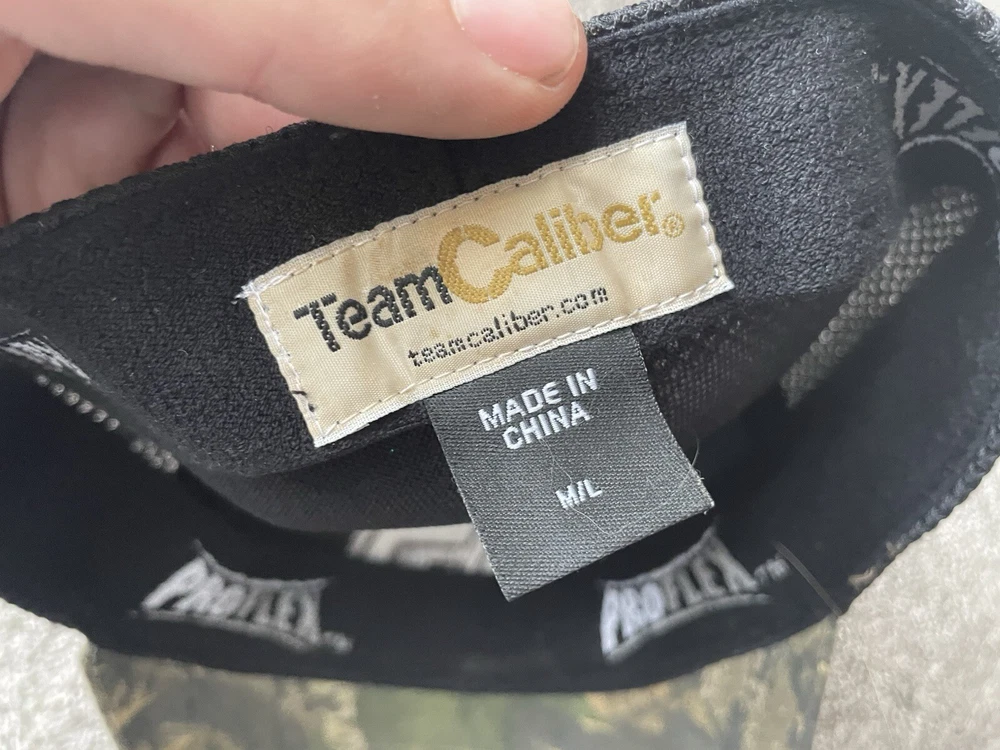 TeamCaliber®
teamcaliber.com
MADE IN
CHINA
M/L
PROFLEX™
PROFLEX™